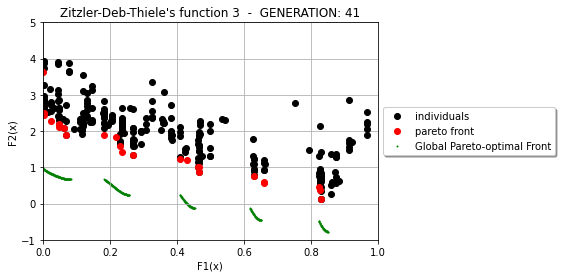 Zitzler-Deb-Thiele's function 3 - GENERATION: 41
5
4
3
2
1
0
−1
F2(x)
0.0 0.2 0.4 0.6 0.8 1.0
F1(x)
individuals
pareto front
Global Pareto-optimal Front